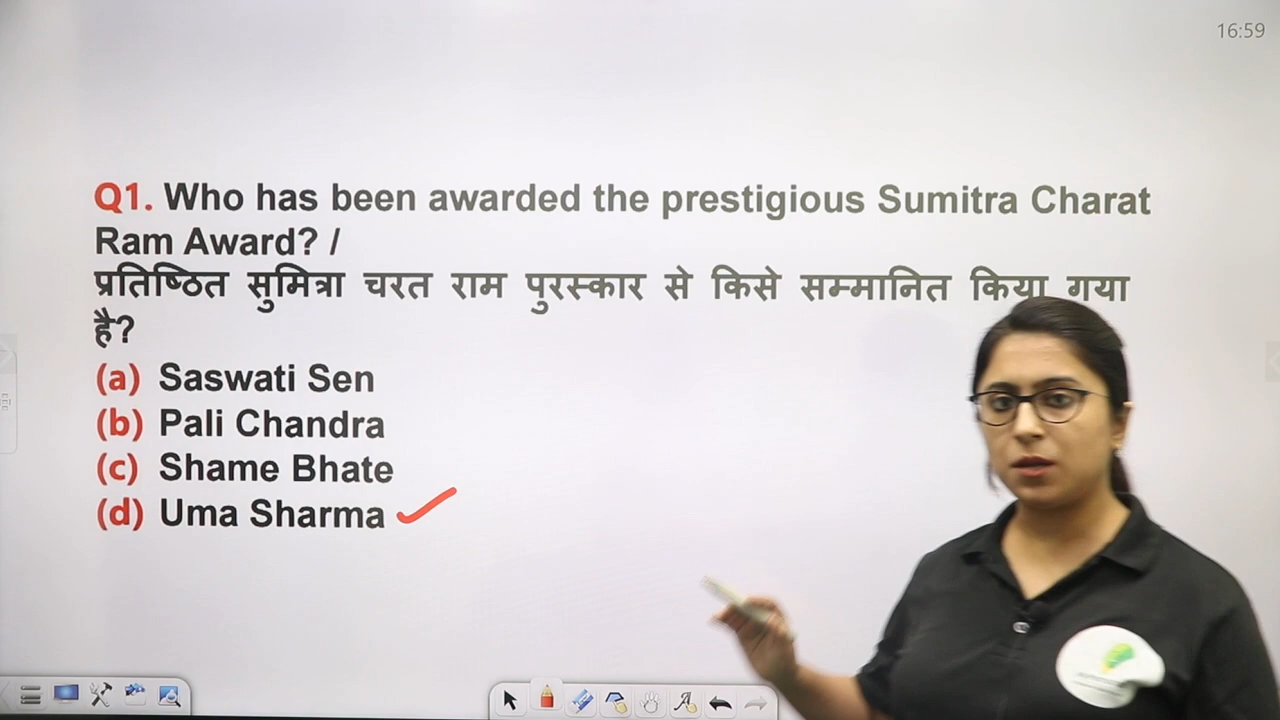 16:59
Q1. Who has been awarded the prestigious Sumitra Charat
Ram Award? /
प्रतिष्ठित सुमित्रा चरत राम पुरस्कार से किसे सम्मानित किया गया
है?
(a) Saswati Sen
(b) Pali Chandra
(c) Shame Bhate
(d) Uma Sharma